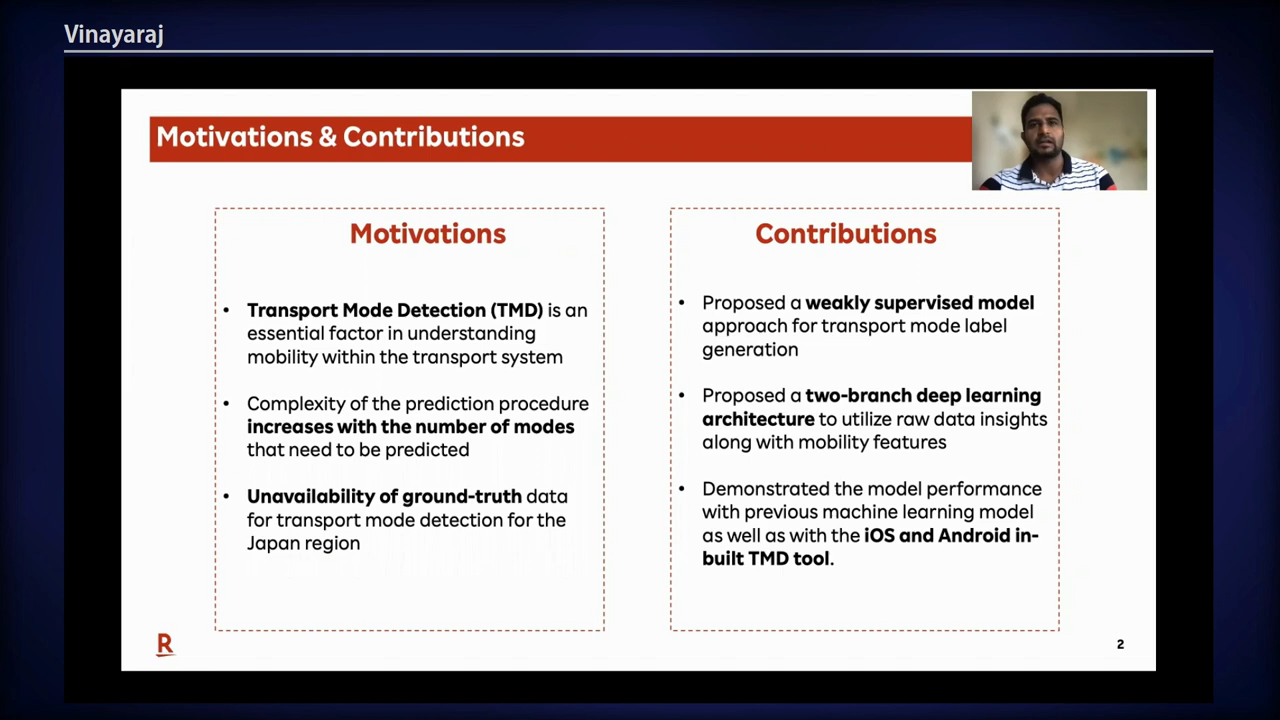 Vinayaraj
Motivations & Contributions
Motivations
• Transport Mode Detection (TMD) is an
essential factor in understanding
mobility within the transport system
• Complexity of the prediction procedure
increases with the number of modes
that need to be predicted
• Unavailability of ground-truth data
for transport mode detection for the
Japan region
Contributions
• Proposed a weakly supervised model
approach for transport mode label
generation
• Proposed a two-branch deep learning
architecture to utilize raw data insights
along with mobility features
• Demonstrated the model performance
with previous machine learning model
as well as with the iOS and Android in-
built TMD tool.
R
2